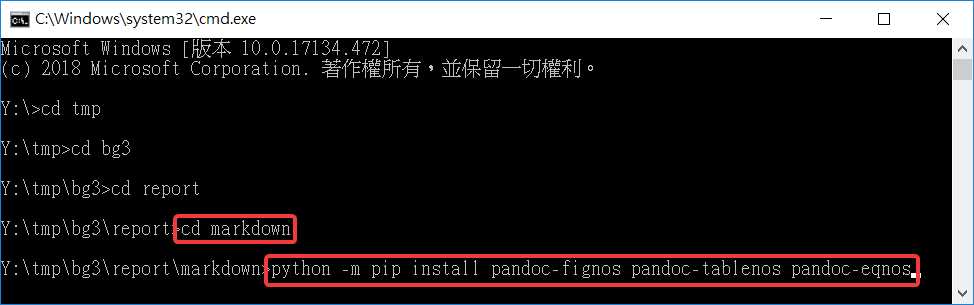 C:\Windows\system32\cmd.exe
Microsoft Windows [版本 10.0.17134.472]
(c) 2018 Microsoft Corporation. 著作權所有，並保留一切權利。
Y:\>cd tmp
Y:\tmp>cd bg3
Y:\tmp\bg3>cd report
Y:\tmp\bg3\report>cd markdown
Y:\tmp\bg3\report\markdown>python -m pip install pandoc-fignos pandoc-tablenos pandoc-eqnos